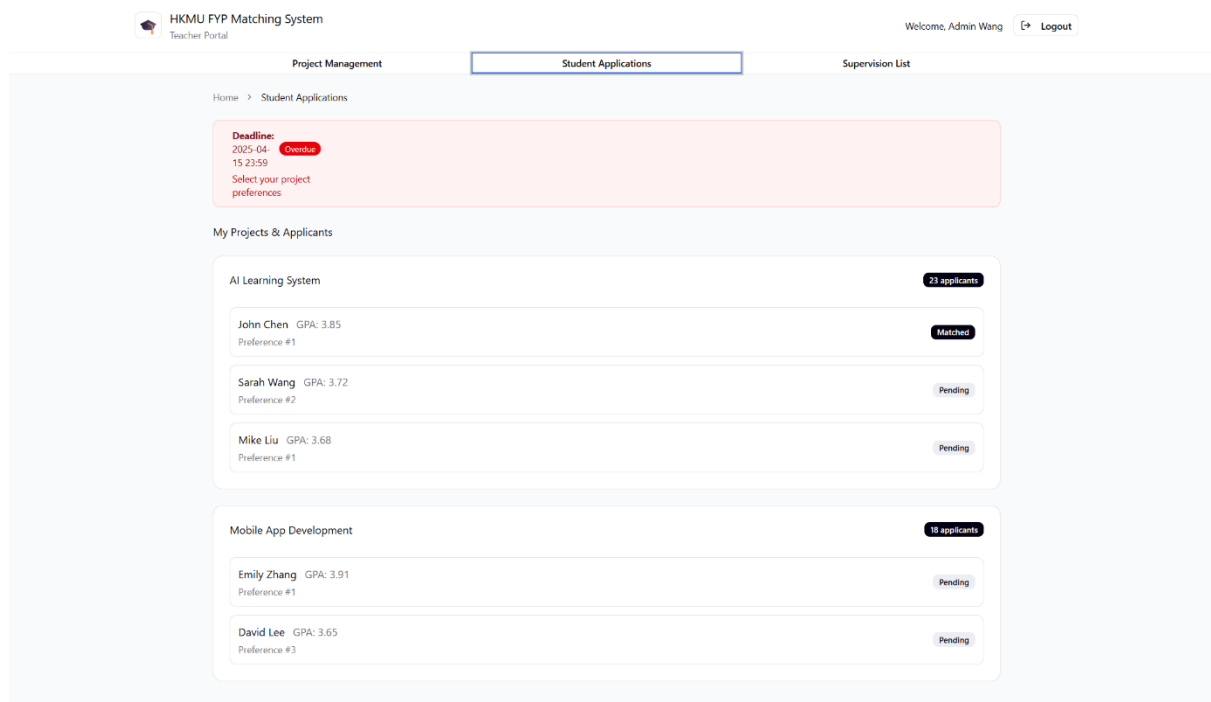 HKMU FYP Matching System
Teacher Portal
Welcome, Admin Wang
Logout
Project Management
Student Applications
Supervision List
Home > Student Applications
Deadline:
2025-04-
15 23:59
Overdue
Select your project
preferences
My Projects & Applicants
AI Learning System
23 applicants
John Chen GPA: 3.85
Preference #1
Matched
Sarah Wang GPA: 3.72
Preference #2
Pending
Mike Liu GPA: 3.68
Preference #1
Pending
Mobile App Development
18 applicants
Emily Zhang GPA: 3.91
Preference #1
Pending
David Lee GPA: 3.65
Preference #3
Pending